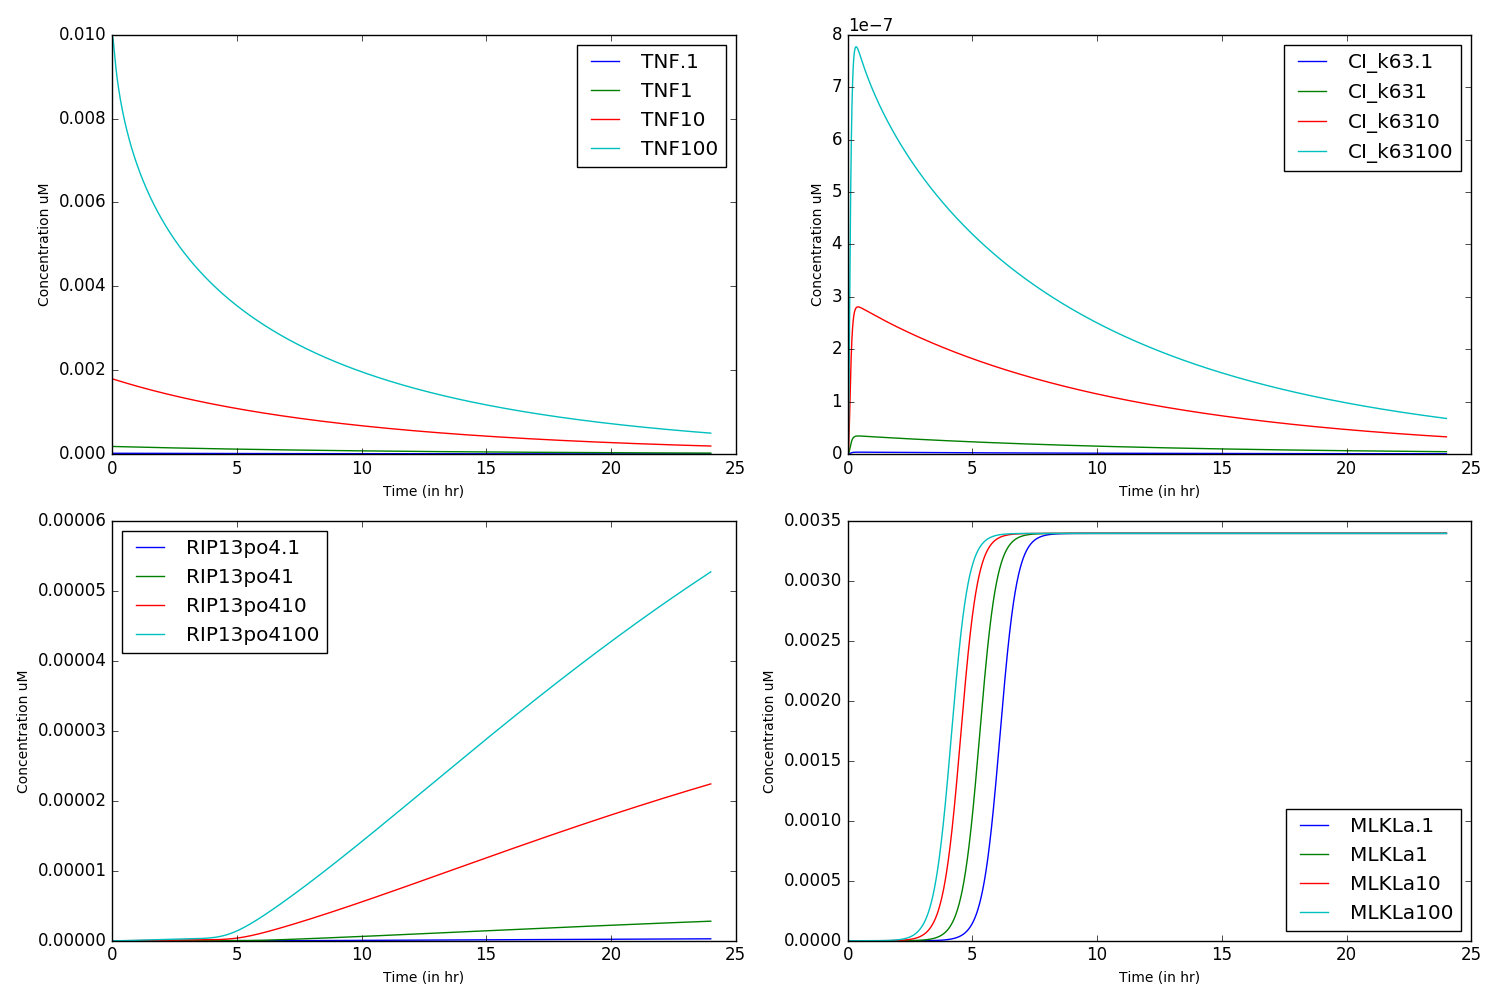 0.010
0.008
0.006
0.004
0.002
0.000
Concentration uM
0 5 10 15 20 25
Time (in hr)
TNF.1
TNF1
TNF10
TNF100
1e−7
8
7
6
5
4
3
2
1
0
Concentration uM
0 5 10 15 20 25
Time (in hr)
CI_k63.1
CI_k631
CI_k6310
CI_k63100
0.00006
0.00005
0.00004
0.00003
0.00002
0.00001
0.00000
Concentration uM
0 5 10 15 20 25
Time (in hr)
RIP13po4.1
RIP13po41
RIP13po410
RIP13po4100
0.0035
0.0030
0.0025
0.0020
0.0015
0.0010
0.0005
0.0000
Concentration uM
0 5 10 15 20 25
Time (in hr)
MLKLa.1
MLKLa1
MLKLa10
MLKLa100